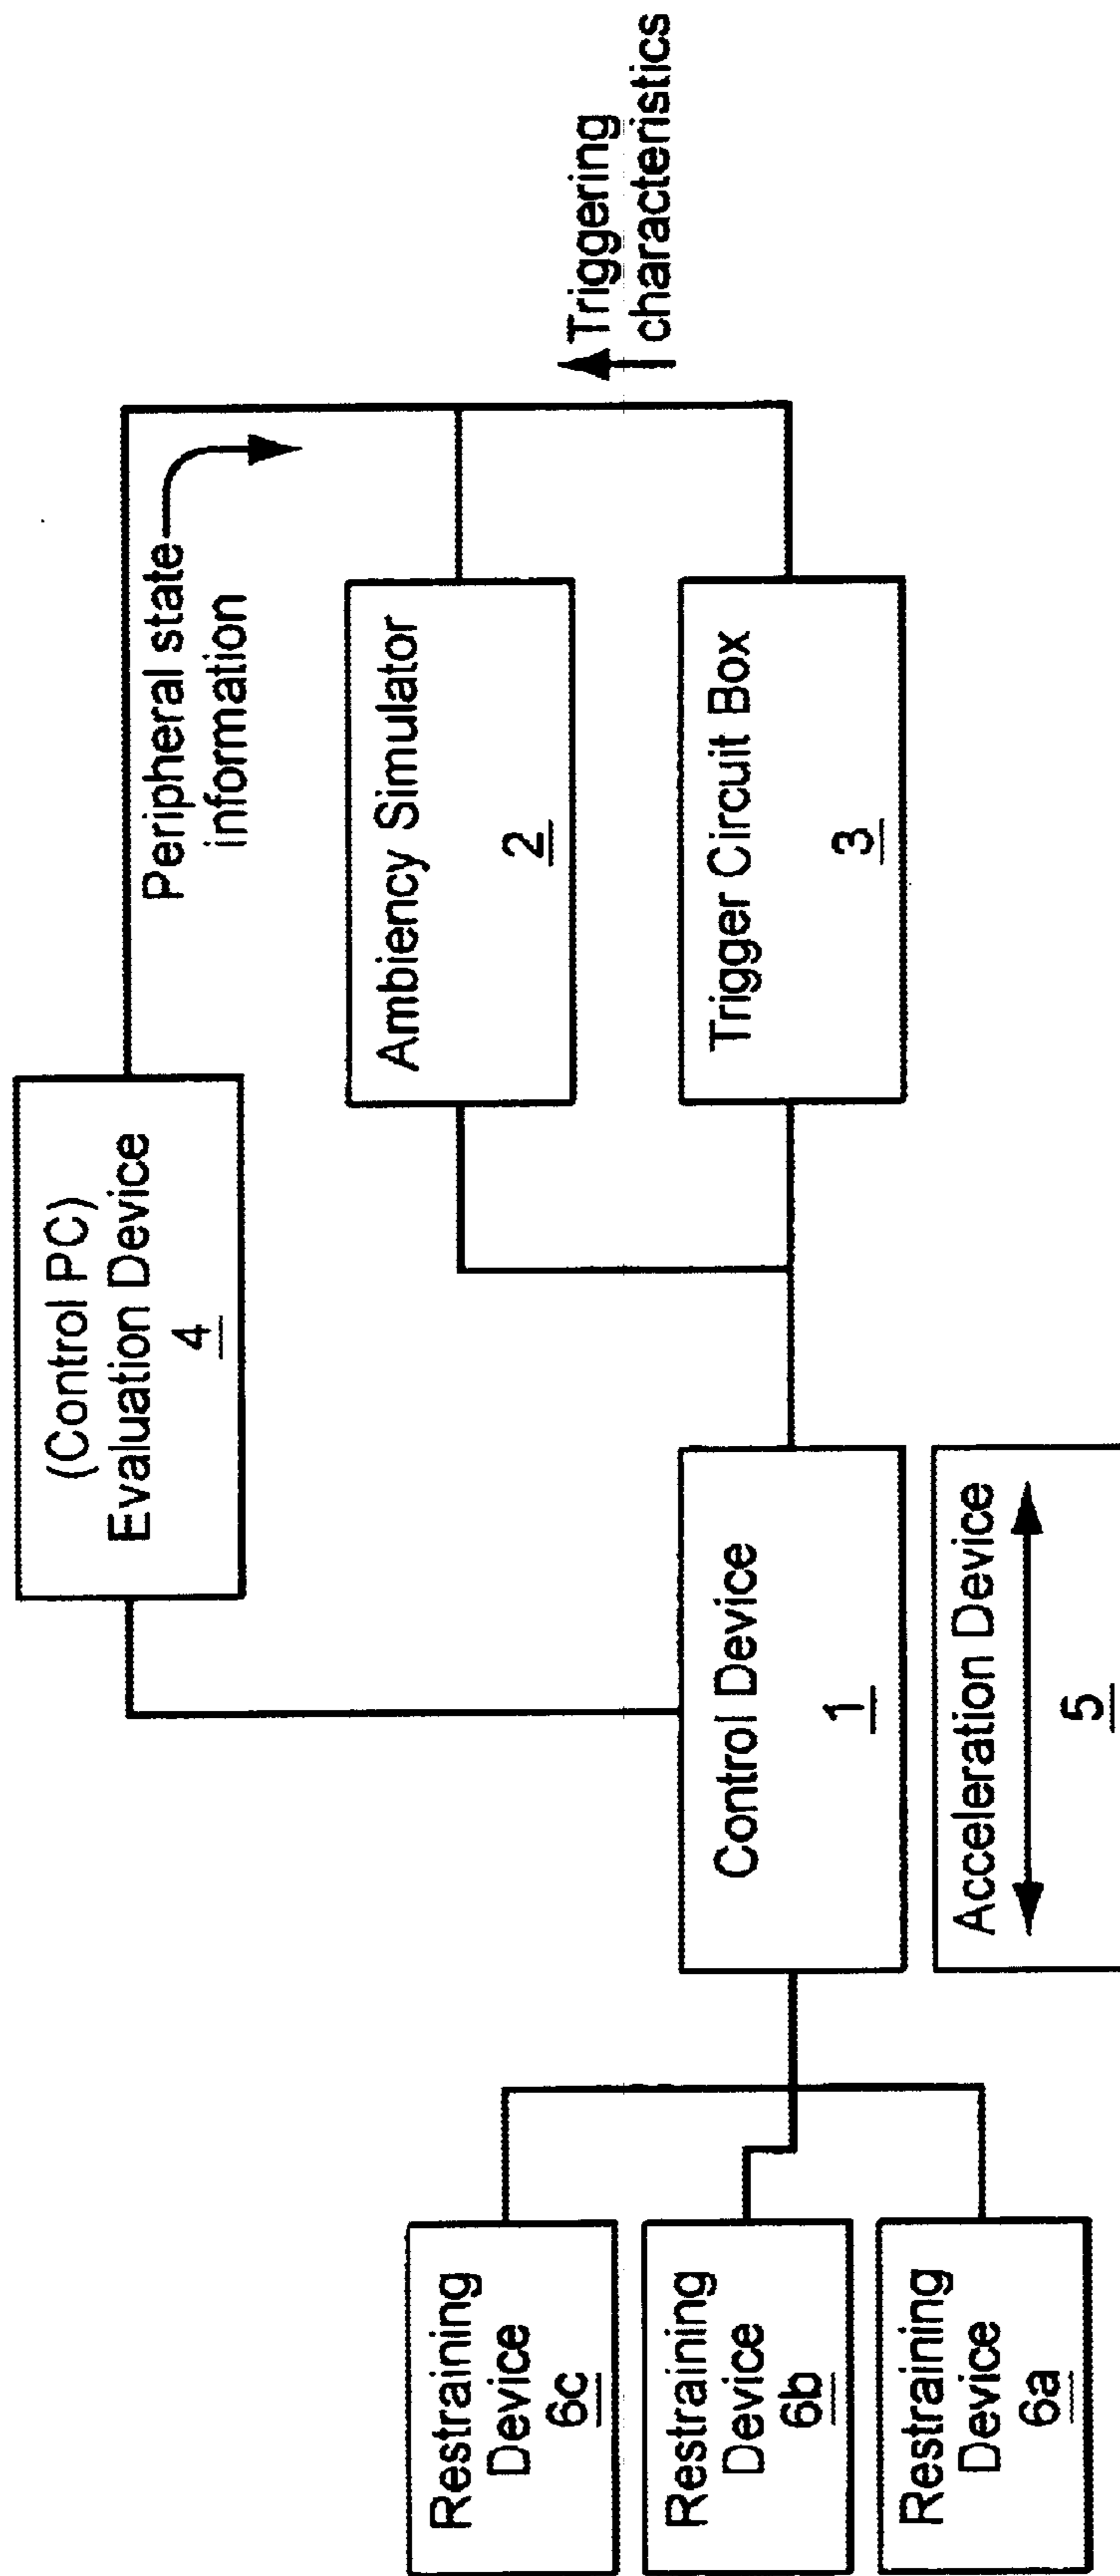 (Control PC)
Evaluation Device
4
Peripheral state
information
Triggering
characteristics
Ambiency Simulator
2
Trigger Circuit Box
3
Control Device
1
Acceleration Device
5
Restraining
Device
6c
Restraining
Device
6b
Restraining
Device
6a